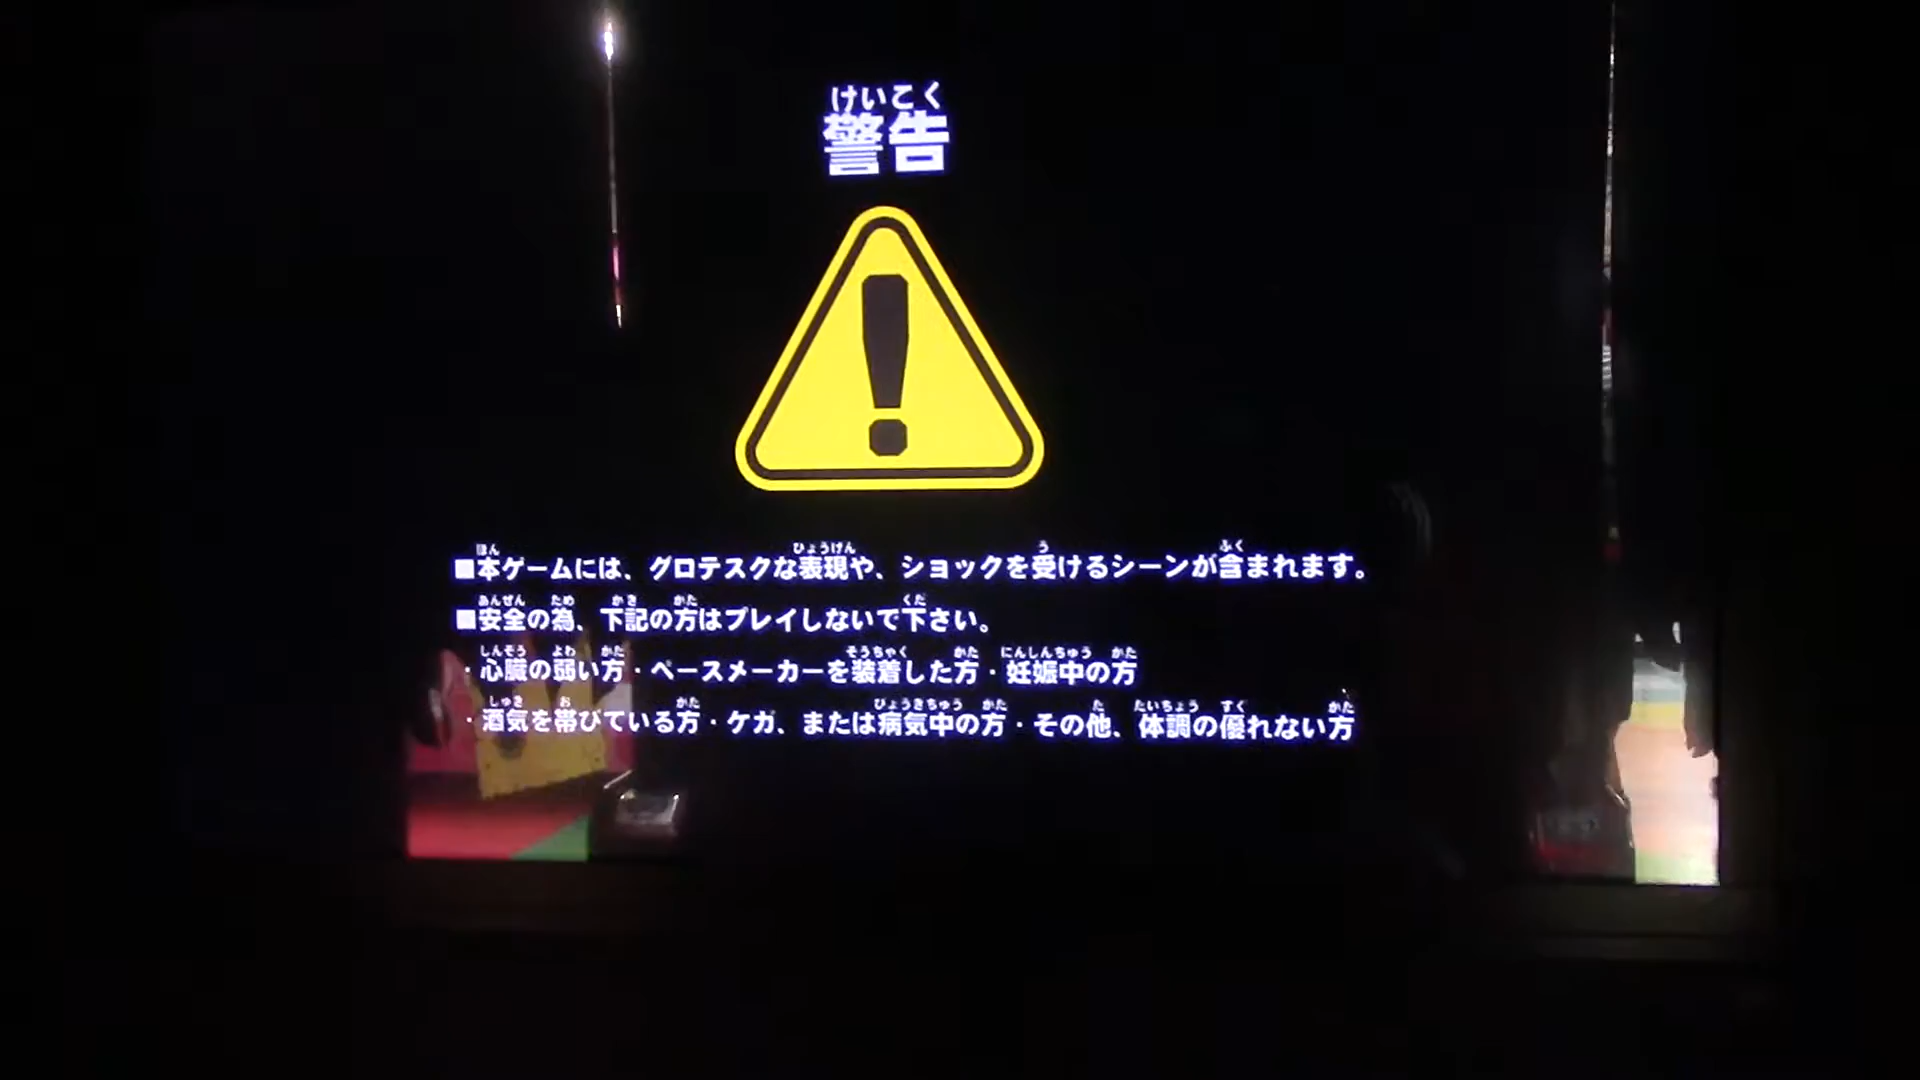 けいこく
警告
■本ゲームには、グロテスクな表現や、ショックを受けるシーンが含まれます。
■安全の為、下記の方はプレイしないで下さい。
・心臓の弱い方・ペースメーカーを装着した方・妊娠中の方
・酒気を帯びている方・ケガ、または病気中の方・その他、体調の優れない方